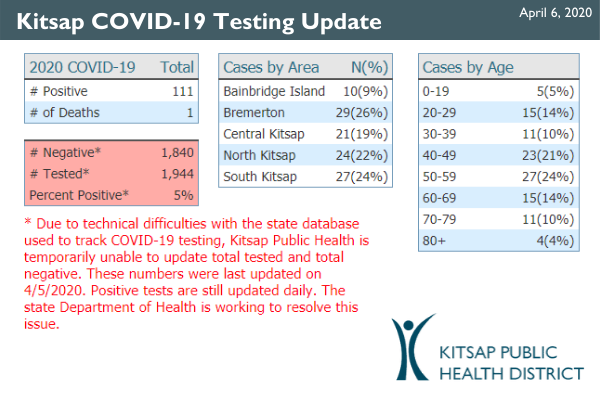 Kitsap COVID-19 Testing Update
April 6, 2020
2020 COVID-19 Total
# Positive 111
# of Deaths 1
# Negative* 1,840
# Tested* 1,944
Percent Positive* 5%
Cases by Area N(%)
Bainbridge Island 10(9%)
Bremerton 29(26%)
Central Kitsap 21(19%)
North Kitsap 24(22%)
South Kitsap 27(24%)
Cases by Age
0-19 5(5%)
20-29 15(14%)
30-39 11(10%)
40-49 23(21%)
50-59 27(24%)
60-69 15(14%)
70-79 11(10%)
80+ 4(4%)
* Due to technical difficulties with the state database
used to track COVID-19 testing, Kitsap Public Health is
temporarily unable to update total tested and total
negative. These numbers were last updated on
4/5/2020. Positive tests are still updated daily. The
state Department of Health is working to resolve this
issue.
KITSAP PUBLIC
HEALTH DISTRICT